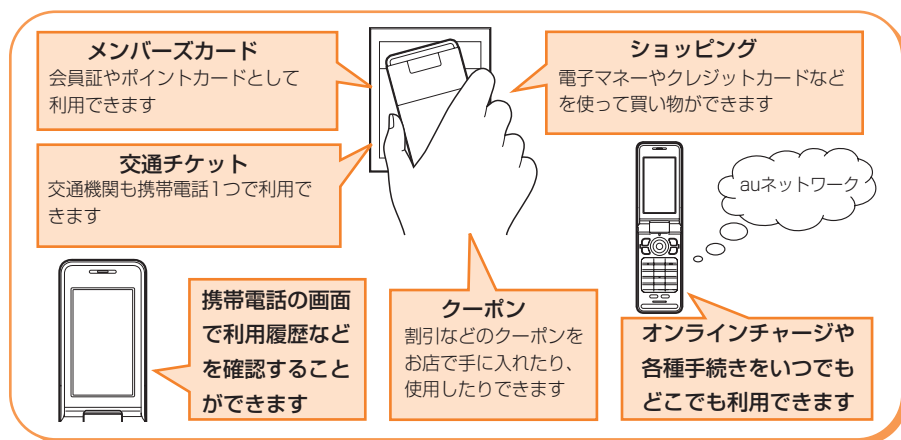 メンバーズカード
会員証やポイントカードとして
利用できます
ショッピング
電子マネーやクレジットカードなど
を使って買い物ができます
交通チケット
交通機関も携帯電話1つで利用で
きます
auネットワーク
携帯電話の画面
で利用履歴など
を確認すること
ができます
クーポン
割引などのクーポンを
お店で手に入れたり、
使用したりできます
オンラインチャージや
各種手続きをいつでも
どこでも利用できます